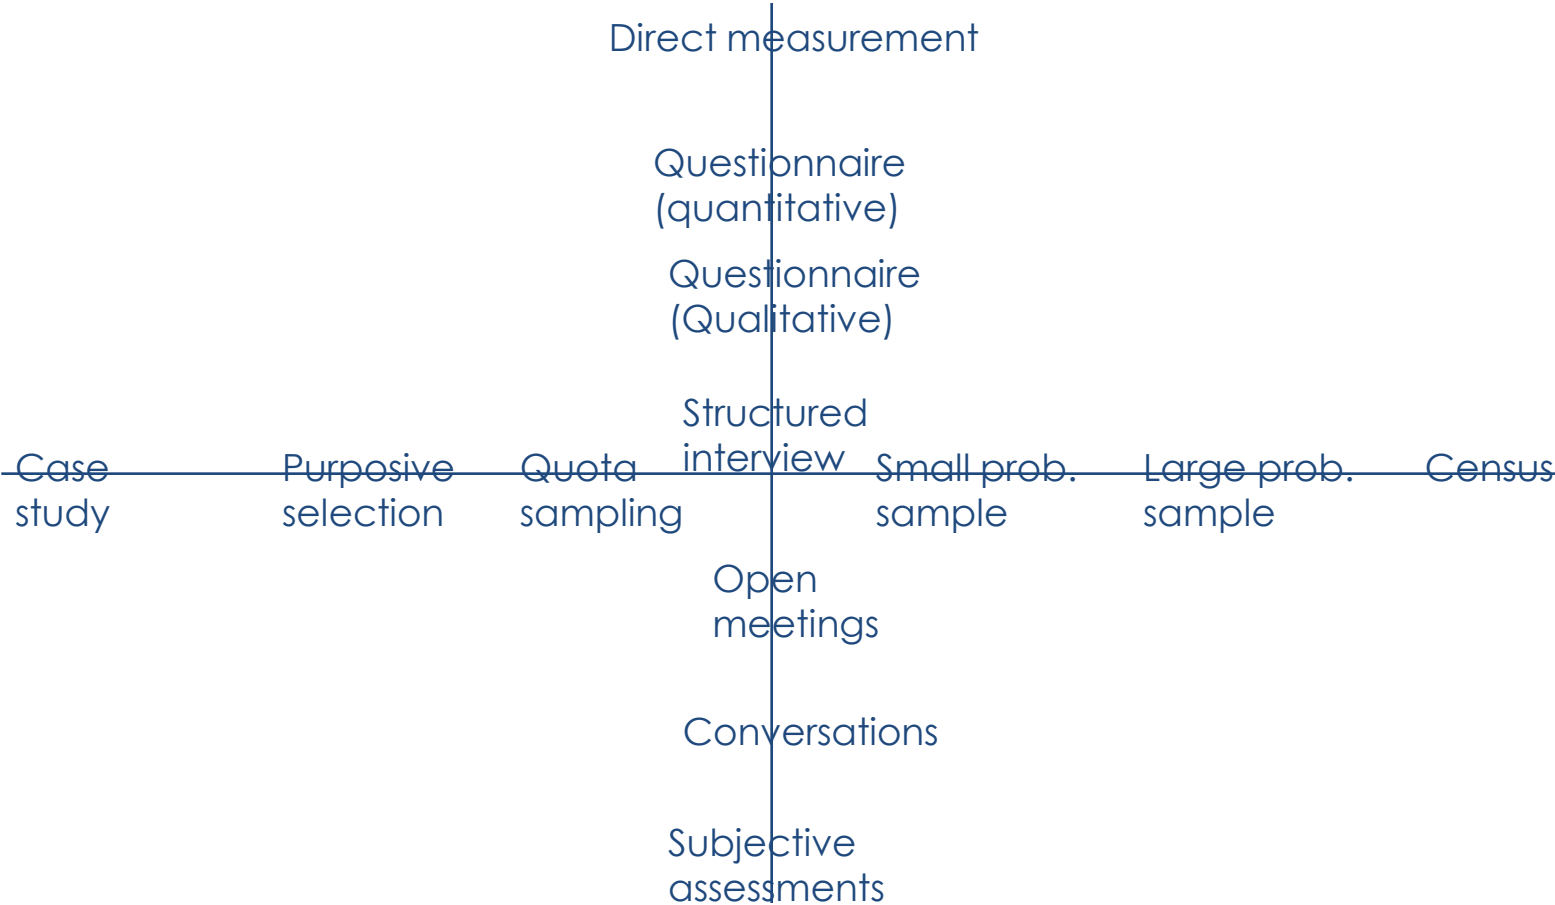 Direct measurement
Questionnaire
(quantitative)
Questionnaire
(Qualitative)
Structured
interview
Case
study
Purposive
selection
Quota
sampling
Small prob.
sample
Large prob.
sample
Census
Open
meetings
Conversations
Subjective
assessments